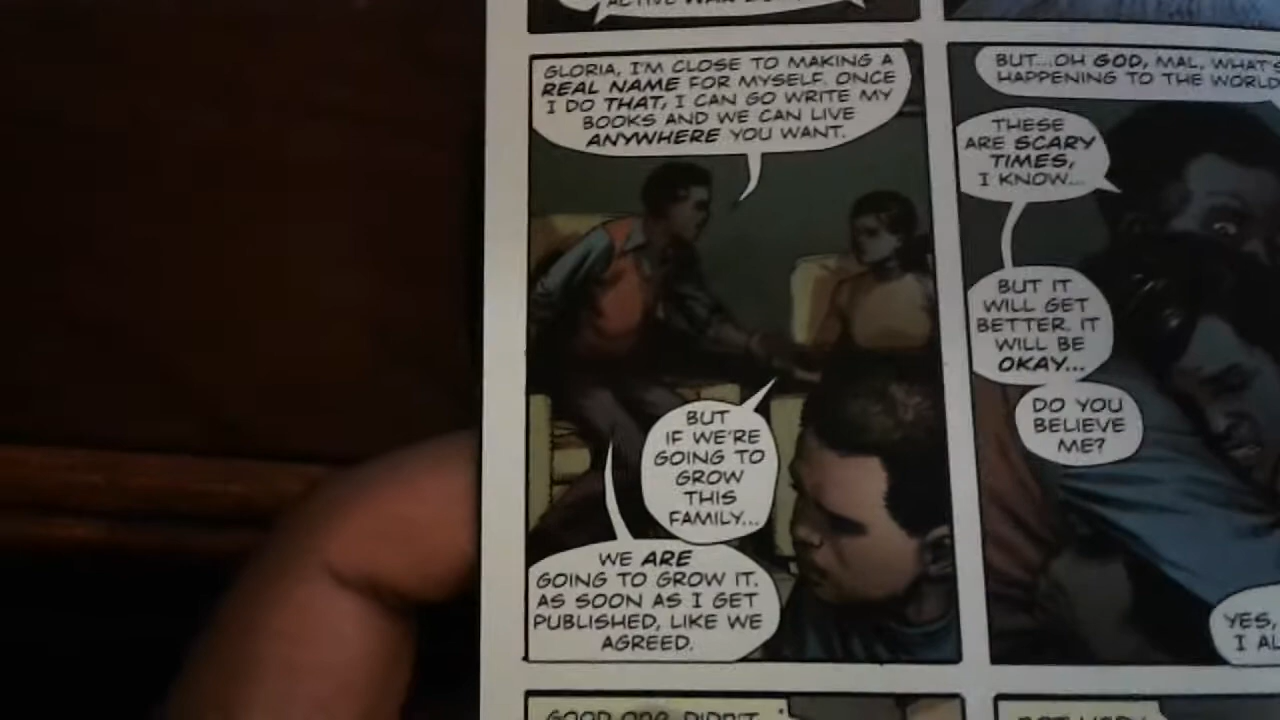 GLORIA, I'M CLOSE TO MAKING A
REAL NAME FOR MYSELF. ONCE
I DO THAT, I CAN GO WRITE MY
BOOKS AND WE CAN LIVE
ANYWHERE YOU WANT.
BUT
IF WE'RE
GOING TO
GROW
THIS
FAMILY...
WE ARE
GOING TO GROW IT.
AS SOON AS I GET
PUBLISHED, LIKE WE
AGREED.
BUT...OH GOD, MAL, WHAT'S
HAPPENING TO THE WORLD
THESE
ARE SCARY
TIMES,
I KNOW...
BUT IT
WILL GET
BETTER. IT
WILL BE
OKAY...
DO YOU
BELIEVE
ME?
YES,
I AL